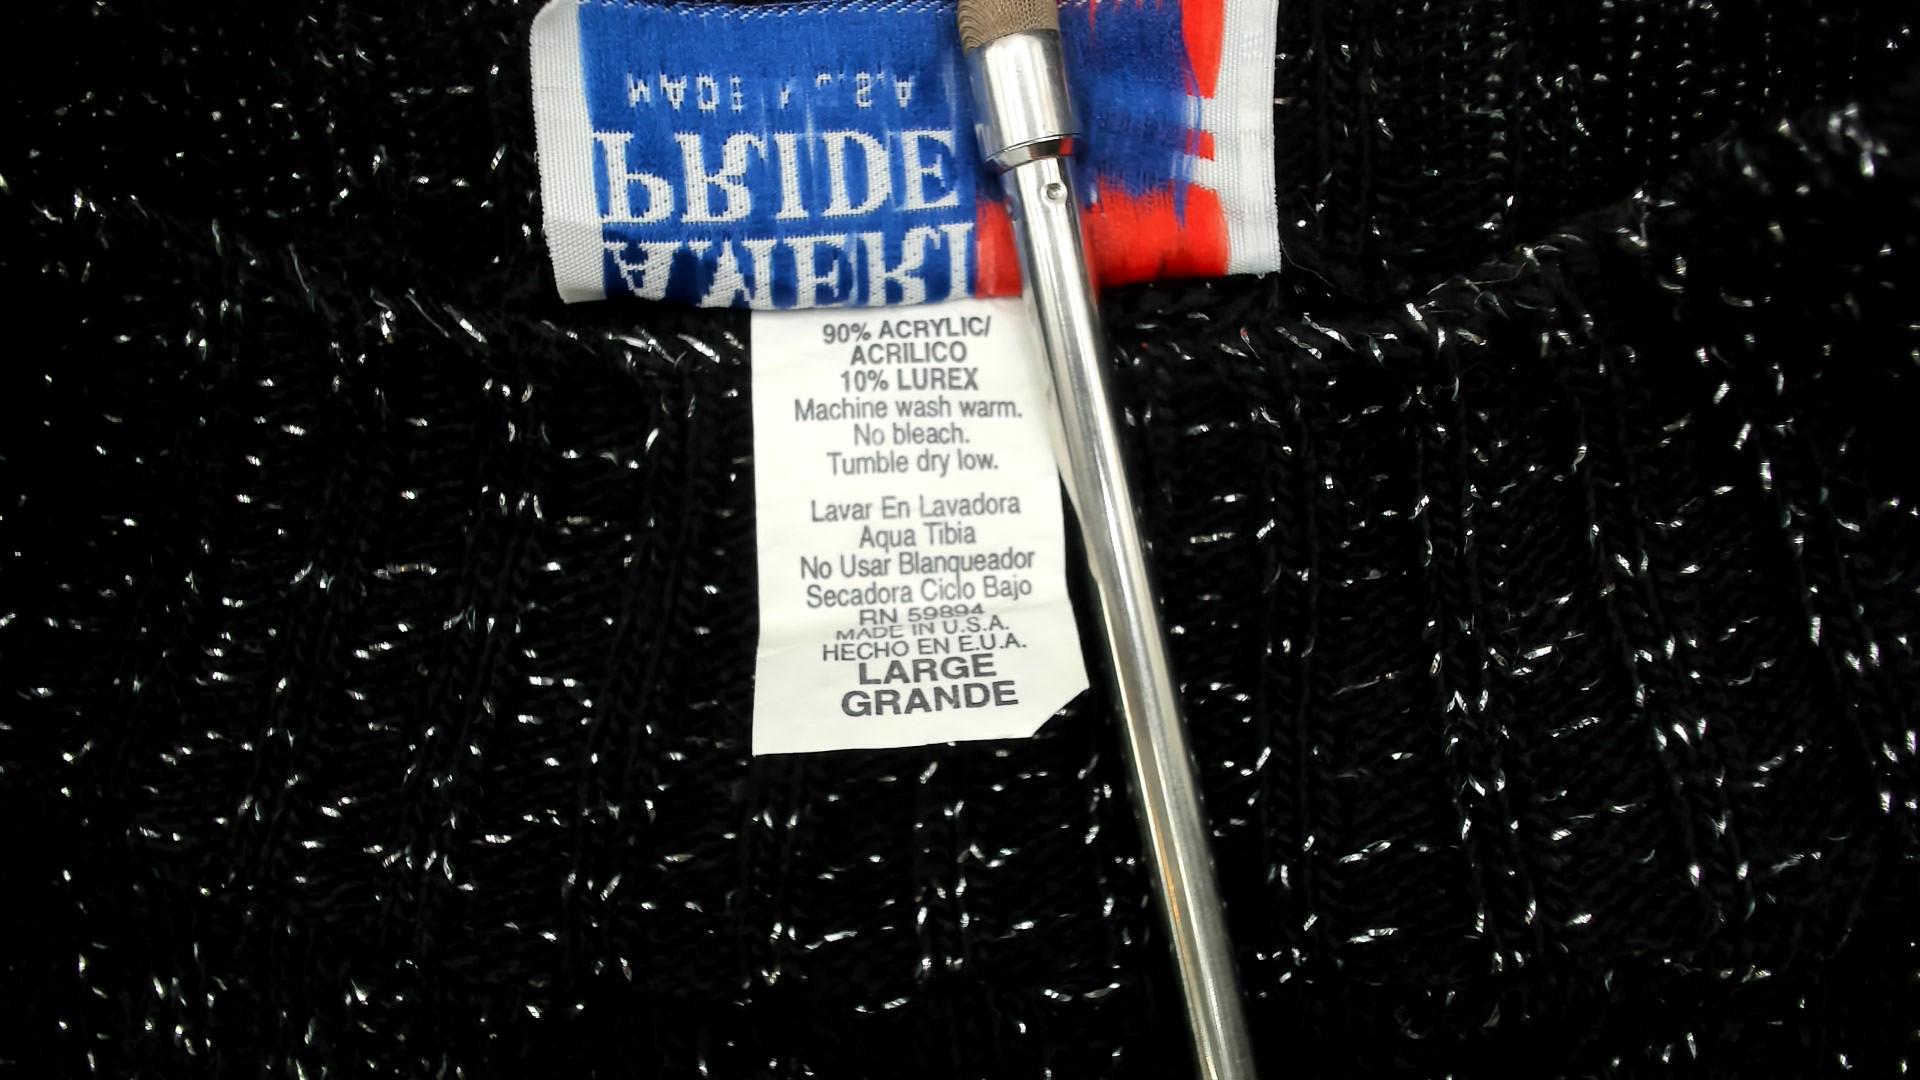 MADE IN U.S.A
PRIDE
90% ACRYLIC/
ACRILICO
10% LUREX
Machine wash warm.
No bleach.
Tumble dry low.
Lavar En Lavadora
Aqua Tibia
No Usar Blanqueador
Secadora Ciclo Bajo
RN 59894
MADE IN U.S.A.
HECHO EN E.U.A.
LARGE
GRANDE